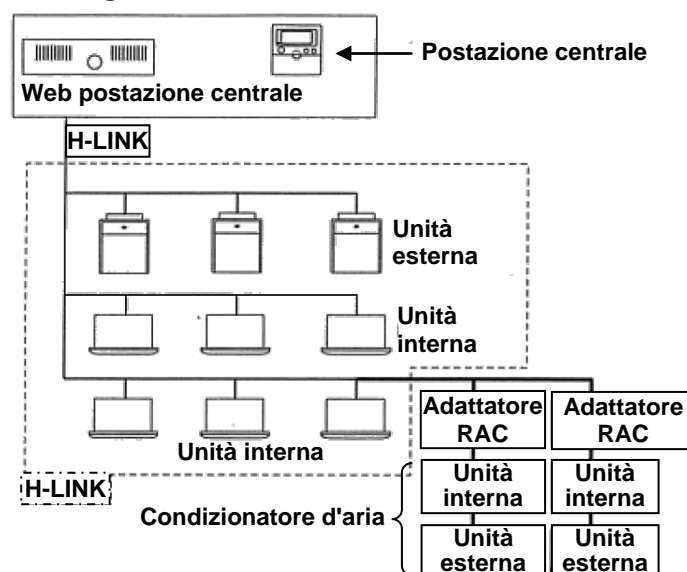 Postazione centrale
Web postazione centrale
H-LINK
Unità
esterna
Unità
interna
Unità interna
Adattatore
RAC
Adattatore
RAC
H-LINK
Unità
interna
Unità
interna
Condizionatore d'aria
Unità
esterna
Unità
esterna